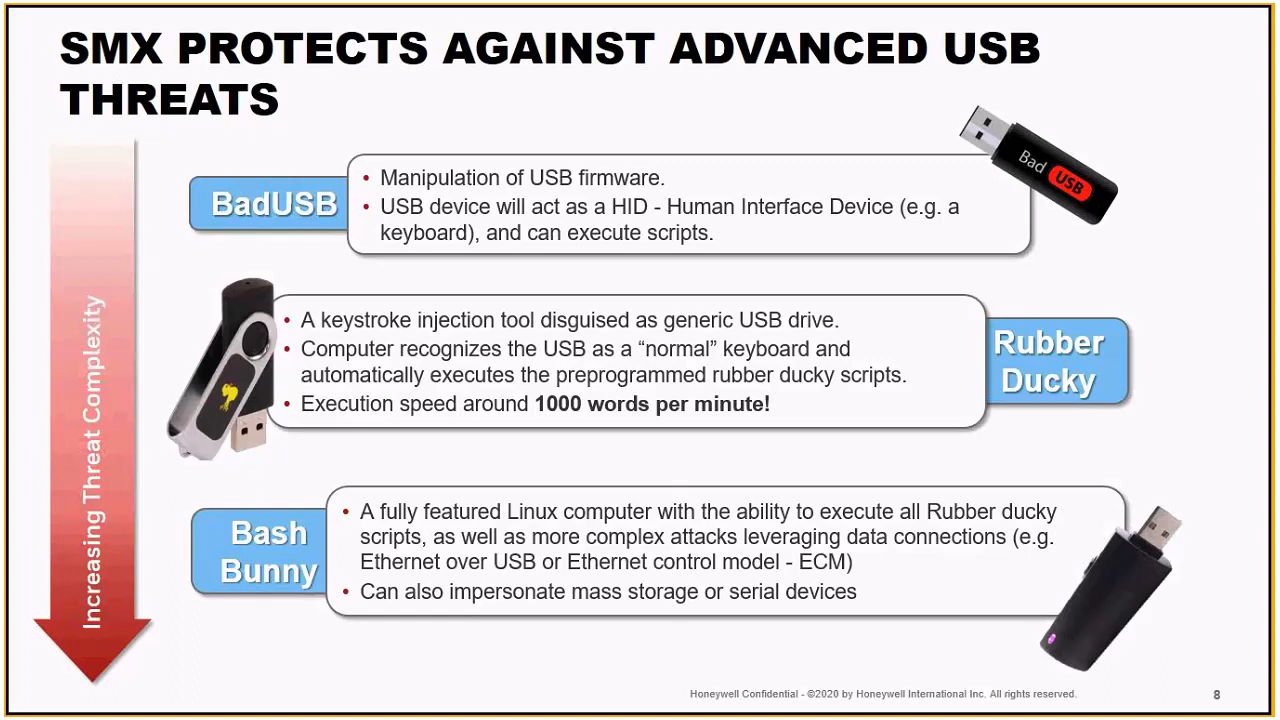 SMX PROTECTS AGAINST ADVANCED USB
THREATS
Increasing Threat Complexity
BadUSB
• Manipulation of USB firmware.
• USB device will act as a HID - Human Interface Device (e.g. a
keyboard), and can execute scripts.
Bad USB
• A keystroke injection tool disguised as generic USB drive.
• Computer recognizes the USB as a “normal” keyboard and
automatically executes the preprogrammed rubber ducky scripts.
• Execution speed around 1000 words per minute!
Rubber
Ducky
Bash
Bunny
• A fully featured Linux computer with the ability to execute all Rubber ducky
scripts, as well as more complex attacks leveraging data connections (e.g.
Ethernet over USB or Ethernet control model - ECM)
• Can also impersonate mass storage or serial devices
Honeywell Confidential - ©2020 by Honeywell International Inc. All rights reserved.
8